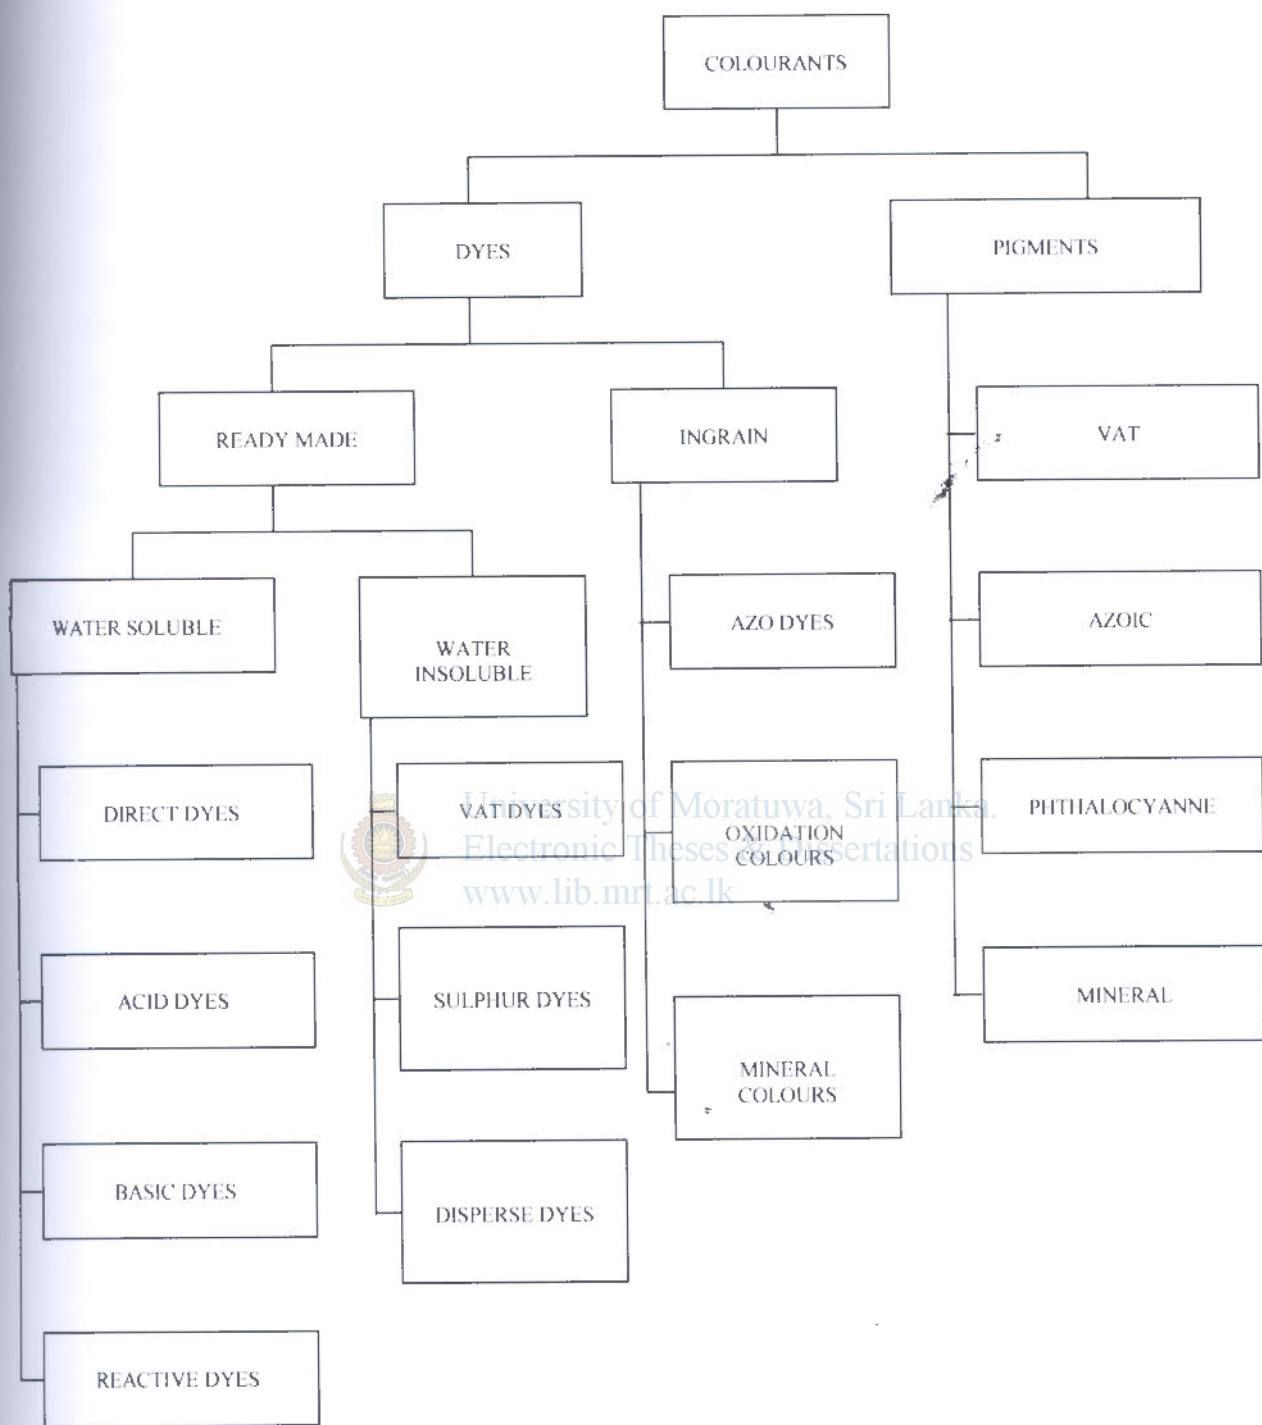 COLOURANTS
DYES
PIGMENTS
READY MADE
INGRAIN
VAT
WATER SOLUBLE
WATER
INSOLUBLE
AZO DYES
AZOIC
DIRECT DYES
VAT DYES
OXIDATION
COLOURS
PHTHALOCYANNE
ACID DYES
SULPHUR DYES
MINERAL
COLOURS
MINERAL
BASIC DYES
DISPERSE DYES
REACTIVE DYES
University of Moratuwa, Sri Lanka.
Electronic Theses & Dissertations
www.lib.mrt.ac.lk